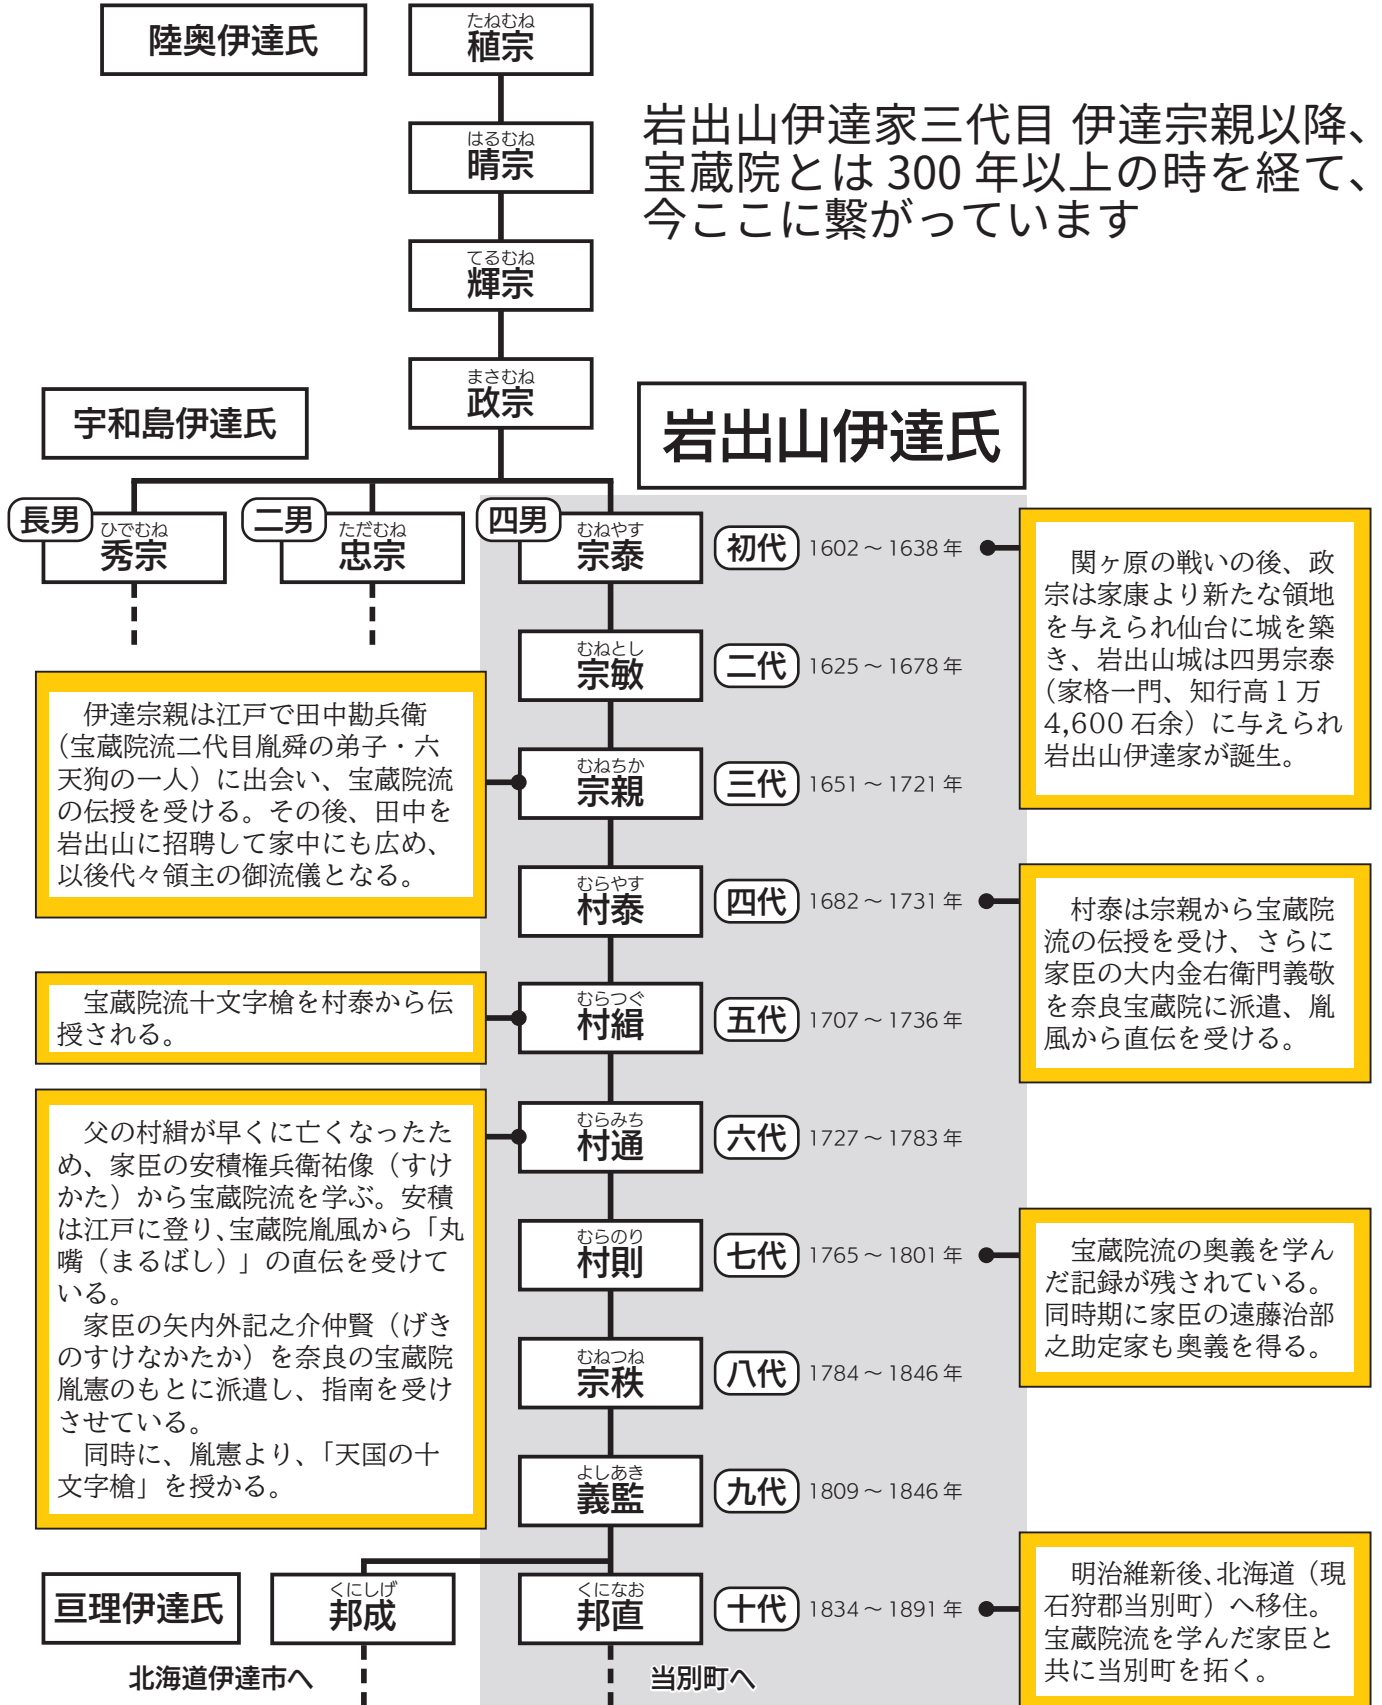 陸奥伊達氏
たねむね
稙宗
はるむね
晴宗
岩出山伊達家三代目 伊達宗親以降、
宝蔵院とは 300 年以上の時を経て、
今ここに繋がっています
てるむね
輝宗
まさむね
政宗
宇和島伊達氏
岩出山伊達氏
長男
ひでむね
秀宗
二男
ただむね
忠宗
四男
むねやす
宗泰
初代
1602～1638 年
関ヶ原の戦いの後、政
宗は家康より新たな領地
を与えられ仙台に城を築
き、岩出山城は四男宗泰
(家格一門、知行高 1 万
4,600 石余）に与えられ
岩出山伊達家が誕生。
むねとし
宗敏
二代
1625～1678 年
伊達宗親は江戸で田中勘兵衛
（宝蔵院流二代目胤舜の弟子・六
天狗の一人）に出会い、宝蔵院流
の伝授を受ける。その後、田中を
岩出山に招聘して家中にも広め、
以後代々領主の御流儀となる。
むねちか
宗親
三代
1651～1721 年
むらやす
村泰
四代
1682～1731 年
村泰は宗親から宝蔵院
流の伝授を受け、さらに
家臣の大内金右衛門義敬
を奈良宝蔵院に派遣、胤
風から直伝を受ける。
宝蔵院流十文字槍を村泰から伝
授される。
むらつぐ
村緝
五代
1707～1736 年
父の村緝が早くに亡くなったた
め、家臣の安積権兵衛祐像（すけ
かた）から宝蔵院流を学ぶ。安積
は江戸に登り、宝蔵院胤風から「丸
嘴（まるばし）」の直伝を受けて
いる。
家臣の矢内外記之介仲賢（げき
のすけなかたか）を奈良の宝蔵院
胤憲のもとに派遣し、指南を受け
させている。
同時に、胤憲より、「天国の十
文字槍」を授かる。
むらみち
村通
六代
1727～1783 年
むらのり
村則
七代
1765～1801 年
宝蔵院流の奥義を学ん
だ記録が残されている。
同時期に家臣の遠藤治部
之助定家も奥義を得る。
むねつね
宗秩
八代
1784～1846 年
よしあき
義監
九代
1809～1846 年
亘理伊達氏
くにしげ
邦成
くになお
邦直
十代
1834～1891 年
明治維新後、北海道（現
石狩郡当別町）へ移住。
宝蔵院流を学んだ家臣と
共に当別町を拓く。
北海道伊達市へ
当別町へ